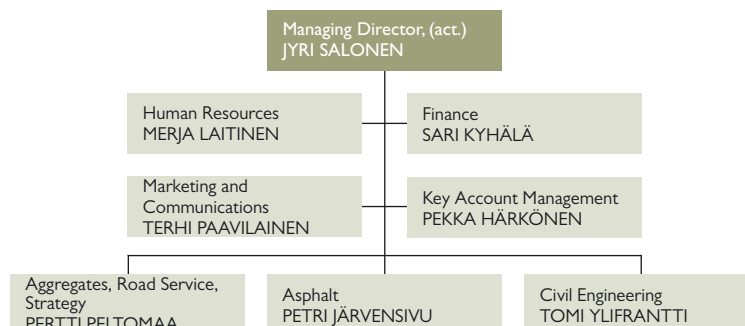 Managing Director, (act.)
JYRI SALONEN
Human Resources
MERJA LAITINEN
Finance
SARI KYHÄLÄ
Marketing and
Communications
TERHI PAAVILAINEN
Key Account Management
PEKKA HÄRKÖNEN
Aggregates, Road Service,
Strategy
PERTTI PELTOMAA
Asphalt
PETRI JÄRVENSIVU
Civil Engineering
TOMI YLIFRANTTI